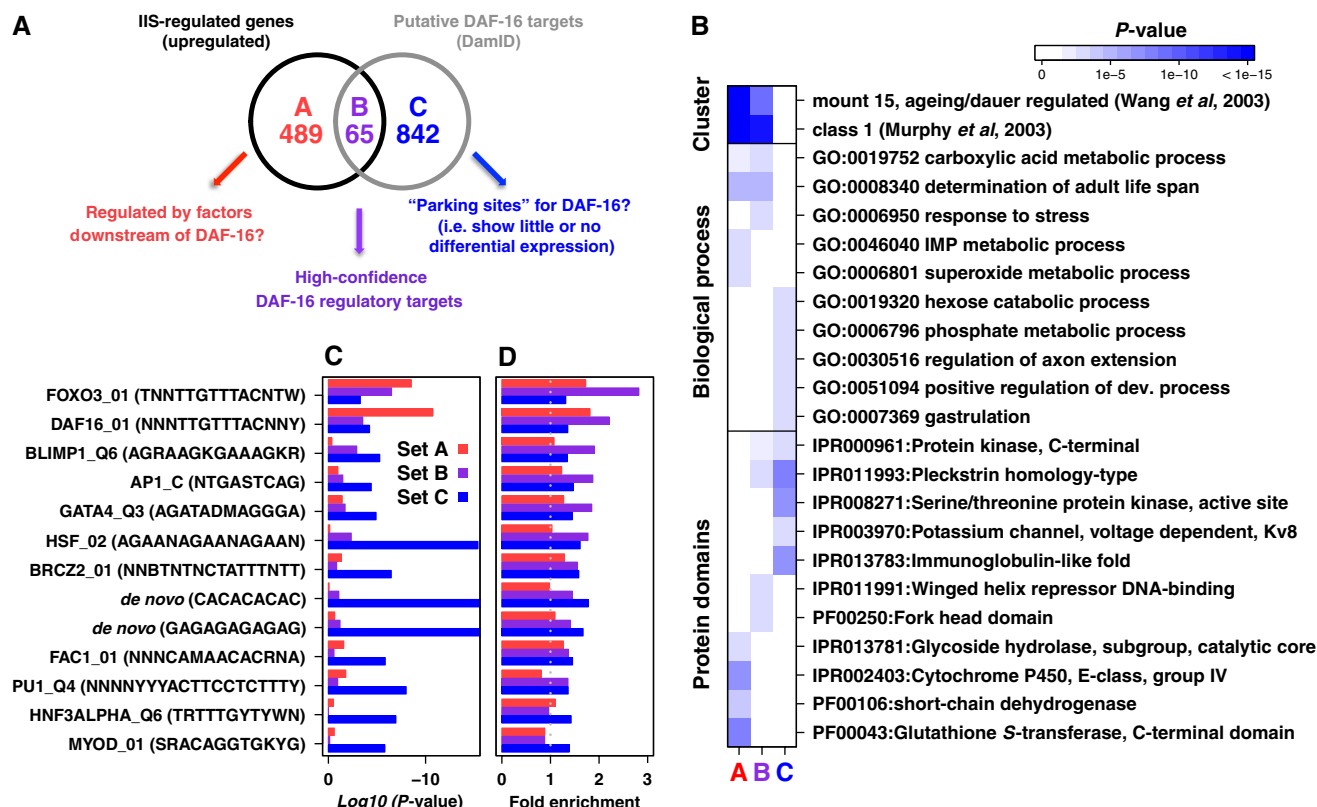 A
IIS-regulated genes
(upregulated)
Putative DAF-16 targets
(DamID)
A
489
B
65
C
842
Regulated by factors
downstream of DAF-16?
"Parking sites" for DAF-16?
(i.e. show little or no
differential expression)
High-confidence
DAF-16 regulatory targets
B
P-value
0
1e−5
1e−10
< 1e−15
Cluster
mount 15, ageing/dauer regulated (Wang et al, 2003)
class 1 (Murphy et al, 2003)
Biological process
GO:0019752 carboxylic acid metabolic process
GO:0008340 determination of adult life span
GO:0006950 response to stress
GO:0046040 IMP metabolic process
GO:0006801 superoxide metabolic process
GO:0019320 hexose catabolic process
GO:0006796 phosphate metabolic process
GO:0030516 regulation of axon extension
GO:0051094 positive regulation of dev. process
GO:0007369 gastrulation
Protein domains
IPR000961:Protein kinase, C-terminal
IPR011993:Pleckstrin homology-type
IPR008271:Serine/threonine protein kinase, active site
IPR003970:Potassium channel, voltage dependent, Kv8
IPR013783:Immunoglobulin-like fold
IPR011991:Winged helix repressor DNA-binding
PF00250:Fork head domain
IPR013781:Glycoside hydrolase, subgroup, catalytic core
IPR002403:Cytochrome P450, E-class, group IV
PF00106:short-chain dehydrogenase
PF00043:Glutathione S-transferase, C-terminal domain
A B C
C
D
FOXO3_01 (TNNTTGTTTACNTW)
DAF16_01 (NNNTTGTTTACNNY)
BLIMP1_Q6 (AGRAAGKGAAAGKR)
AP1_C (NTGASTCAG)
GATA4_Q3 (AGATADMAGGGA)
HSF_02 (AGAANAGAANAGAAN)
BRCZ2_01 (NNBTNTNCTATTTNTT)
de novo (CACACACAC)
de novo (GAGAGAGAGAG)
FAC1_01 (NNNCAMAACACRNA)
PU1_Q4 (NNNNYYYACTTCCTCTTTY)
HNF3ALPHA_Q6 (TRTTTGYTYWN)
MYOD_01 (SRACAGGTGKYG)
Set A
Set B
Set C
0
−10
Log10 (P-value)
0
1
2
3
Fold enrichment